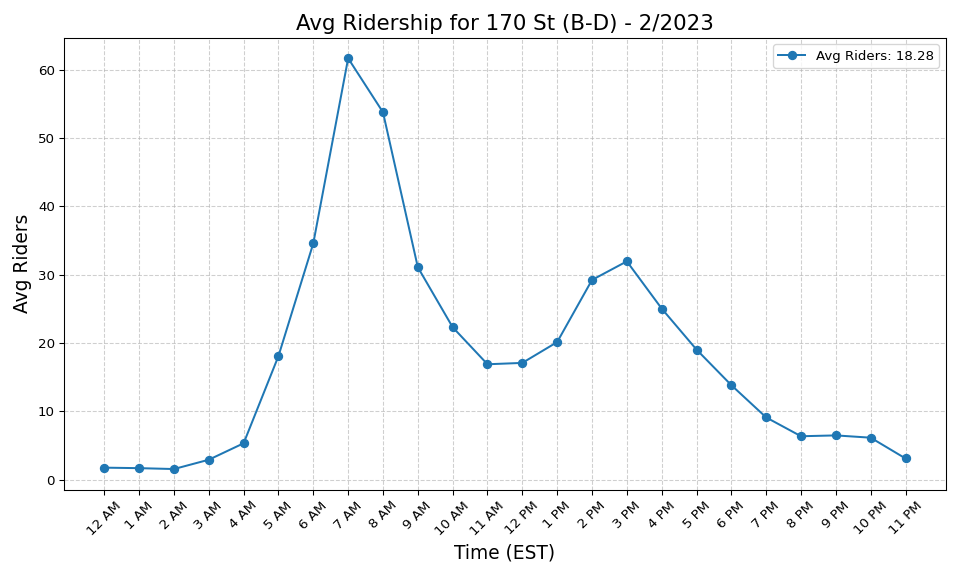 Avg Ridership for 170 St (B-D) - 2/2023
Avg Riders: 18.28
Avg Riders
60
50
40
30
20
10
0
12 AM
1 AM
2 AM
3 AM
4 AM
5 AM
6 AM
7 AM
8 AM
9 AM
10 AM
11 AM
12 PM
1 PM
2 PM
3 PM
4 PM
5 PM
6 PM
7 PM
8 PM
9 PM
10 PM
11 PM
Time (EST)